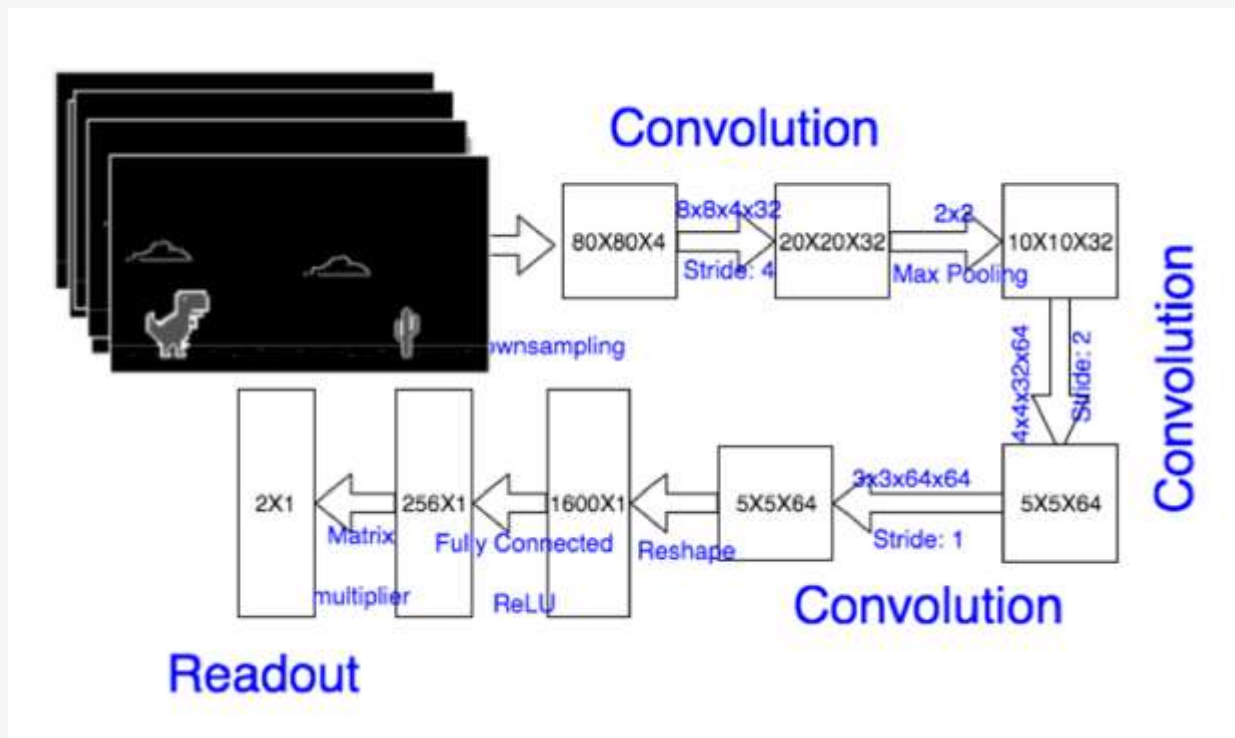 Convolution
80X80X4
8x8x4x32
Stride: 4
20X20X32
2x2
Max Pooling
10X10X32
4x4x32x64
Stride: 2
Convolution
ownsampling
5X5X64
3x3x64x64
Stride: 1
Convolution
5X5X64
Reshape
1600X1
Fully Connected
ReLU
256X1
Matrix
multiplier
2X1
Readout